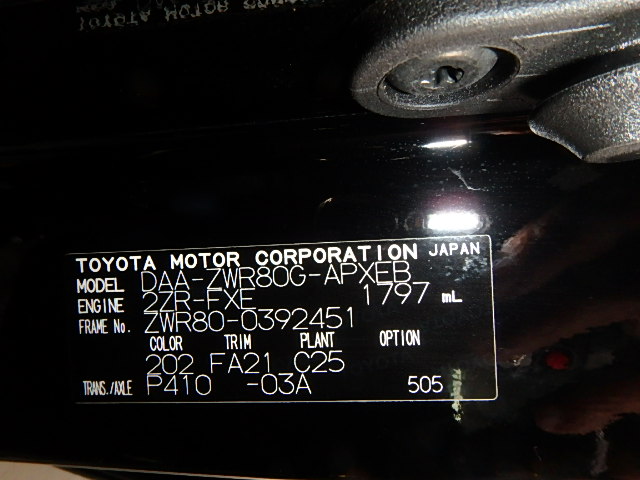 TOYOTA MOTOR CORPORATION JAPAN
MODEL DAA-ZWR80G-APXEB
ENGINE 2ZR-FXE 1797 mL
FRAME No. ZWR80-0392451
COLOR TRIM PLANT OPTION
202 FA21 C25
TRANS./AXLE P410 -03A 505